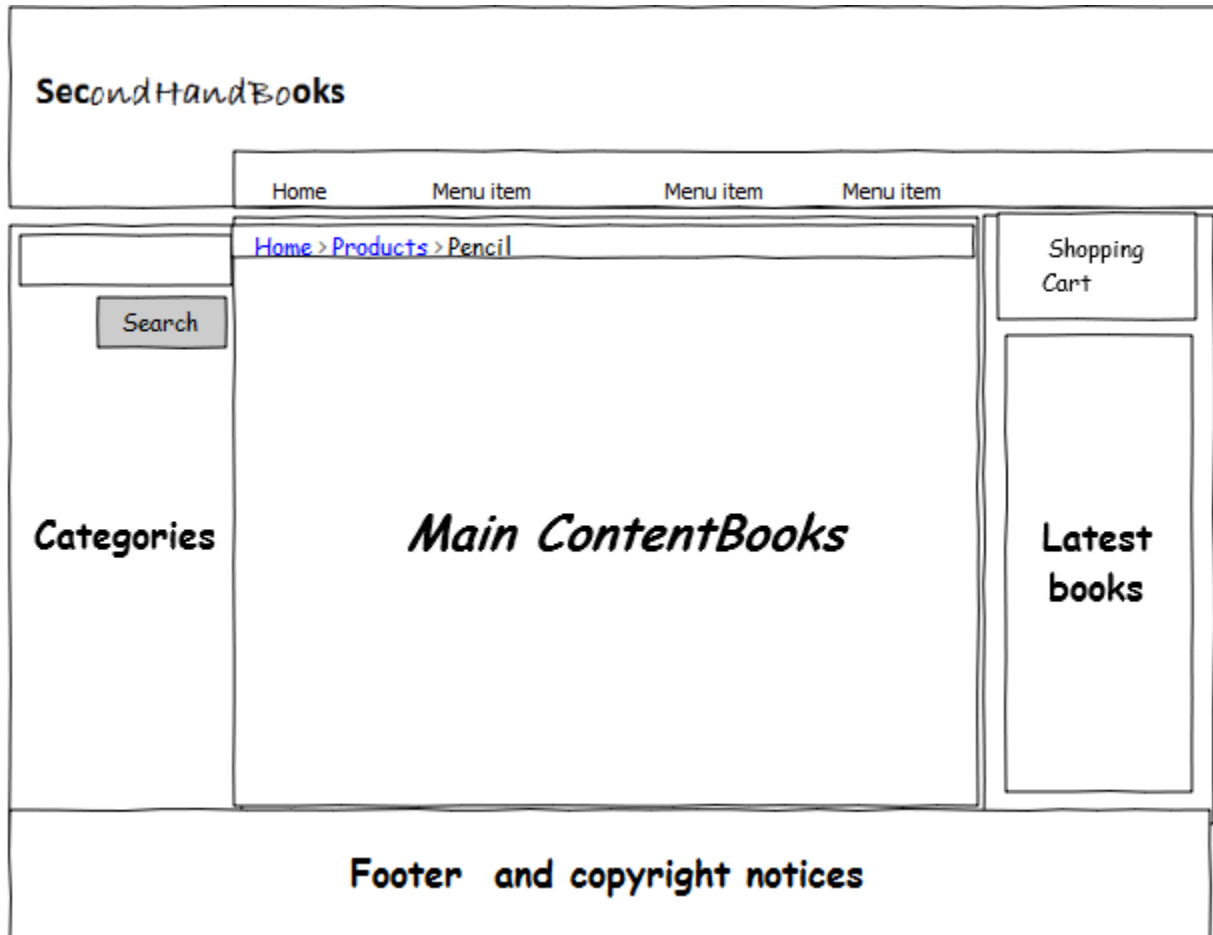 SecondHandBooks
Home Menu item Menu item Menu item
Home > Products > Pencil
Search
Categories
Main ContentBooks
Shopping
Cart
Latest
books
Footer and copyright notices